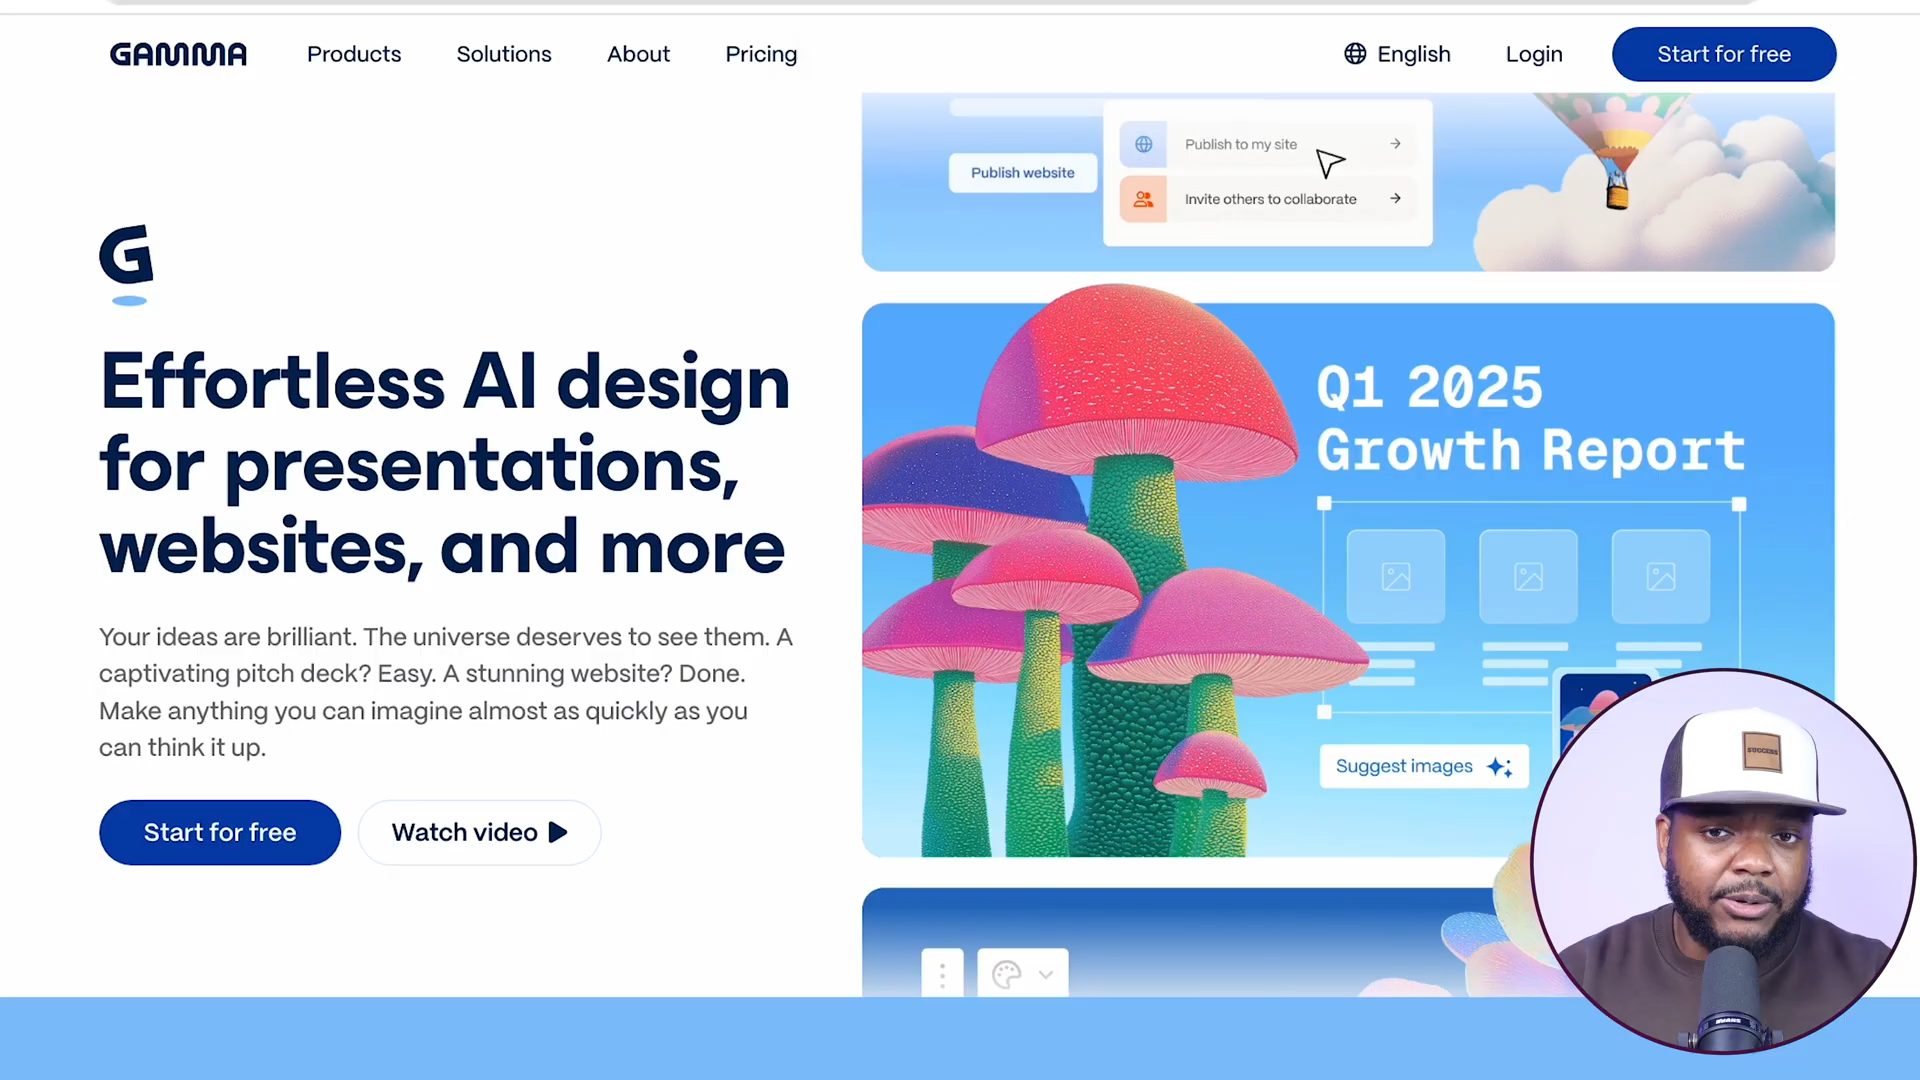 GAMMA
Products
Solutions
About
Pricing
English
Login
Start for free
Publish website
Publish to my site
Invite others to collaborate
G
Effortless AI design
for presentations,
websites, and more
Your ideas are brilliant. The universe deserves to see them. A
captivating pitch deck? Easy. A stunning website? Done.
Make anything you can imagine almost as quickly as you
can think it up.
Start for free
Watch video
Q1 2025
Growth Report
Suggest images
SUCCESS